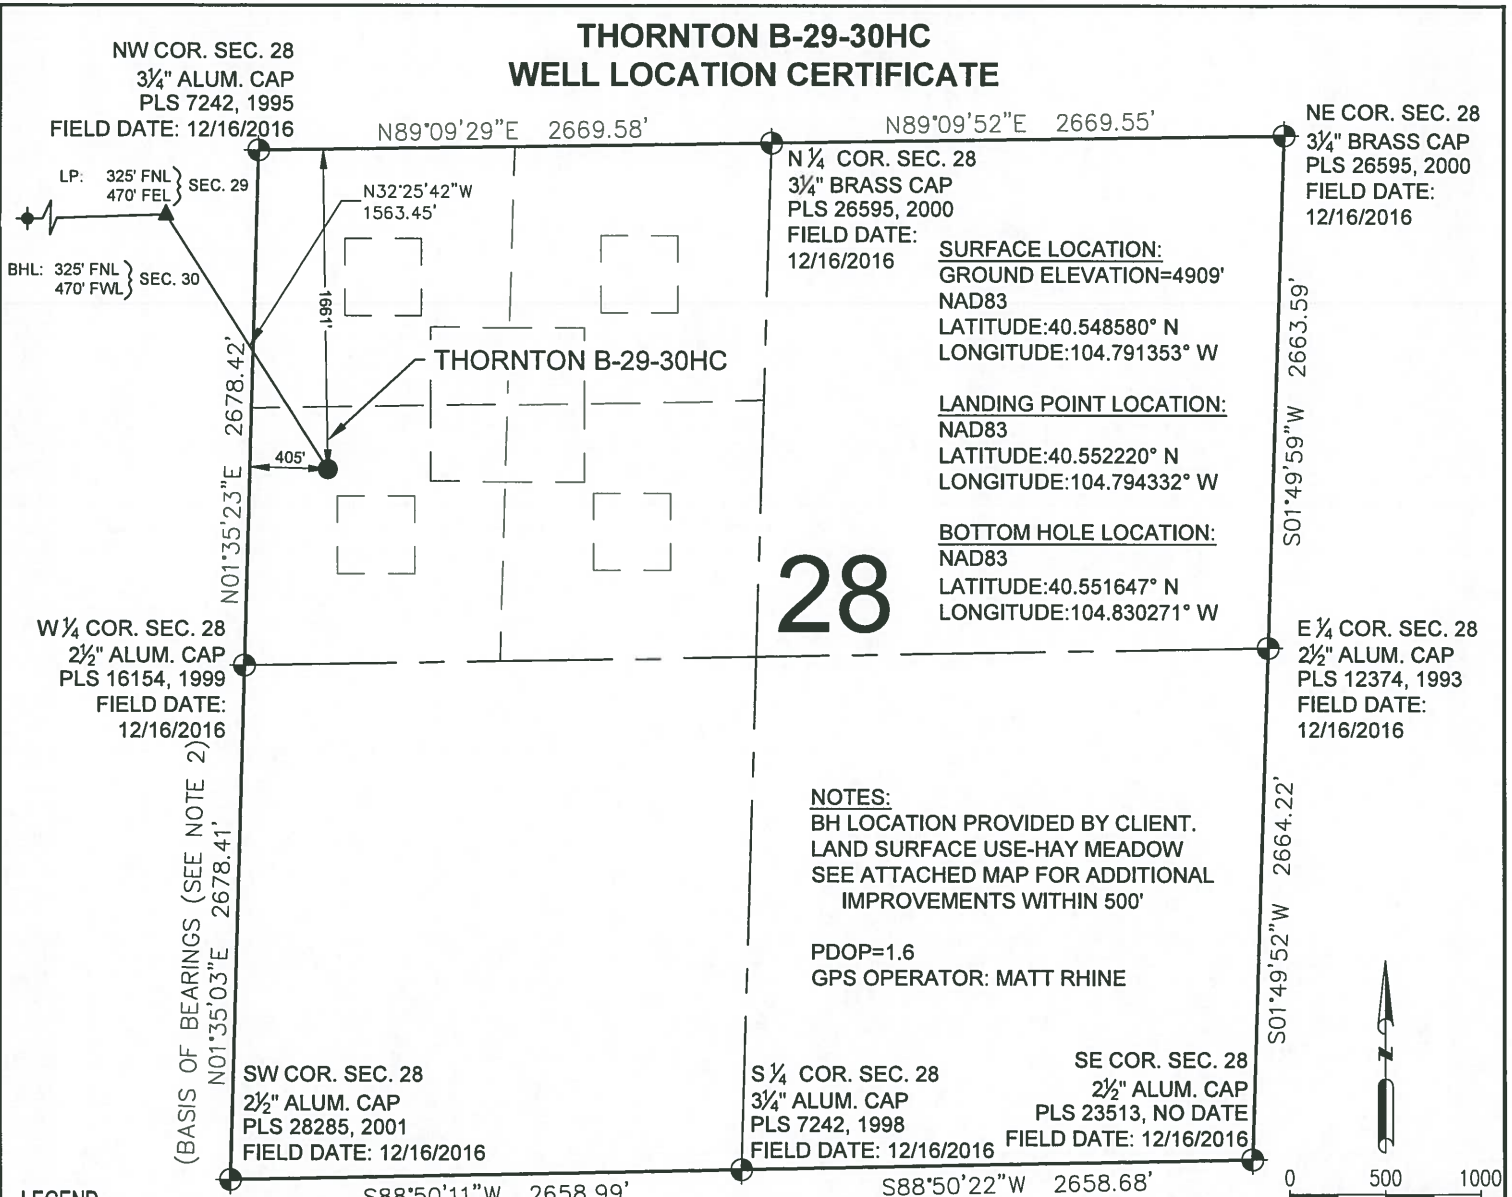 THORNTON B-29-30HC
WELL LOCATION CERTIFICATE
NW COR. SEC. 28
3¼" ALUM. CAP
PLS 7242, 1995
FIELD DATE: 12/16/2016
N89°09'29"E 2669.58'
N89°09'52"E 2669.55'
NE COR. SEC. 28
3¼" BRASS CAP
PLS 26595, 2000
FIELD DATE:
12/16/2016
N ¼ COR. SEC. 28
3¼" BRASS CAP
PLS 26595, 2000
FIELD DATE:
12/16/2016
LP: 325' FNL
470' FEL
SEC. 29
N32°25'42"W
1563.45'
BHL: 325' FNL
470' FWL
SEC. 30
1661'
THORNTON B-29-30HC
405'
N01°35'23"E 2678.42'
SURFACE LOCATION:
GROUND ELEVATION=4909'
NAD83
LATITUDE:40.548580° N
LONGITUDE:104.791353° W
LANDING POINT LOCATION:
NAD83
LATITUDE:40.552220° N
LONGITUDE:104.794332° W
BOTTOM HOLE LOCATION:
NAD83
LATITUDE:40.551647° N
LONGITUDE:104.830271° W
S01°49'59"W 2663.59'
28
W ¼ COR. SEC. 28
2½" ALUM. CAP
PLS 16154, 1999
FIELD DATE:
12/16/2016
E ¼ COR. SEC. 28
2½" ALUM. CAP
PLS 12374, 1993
FIELD DATE:
12/16/2016
(BASIS OF BEARINGS (SEE NOTE 2)
N01°35'03"E 2678.41'
NOTES:
BH LOCATION PROVIDED BY CLIENT.
LAND SURFACE USE-HAY MEADOW
SEE ATTACHED MAP FOR ADDITIONAL
IMPROVEMENTS WITHIN 500'
PDOP=1.6
GPS OPERATOR: MATT RHINE
S01°49'52"W 2664.22'
SW COR. SEC. 28
2½" ALUM. CAP
PLS 28285, 2001
FIELD DATE: 12/16/2016
S ¼ COR. SEC. 28
3¼" ALUM. CAP
PLS 7242, 1998
FIELD DATE: 12/16/2016
SE COR. SEC. 28
2½" ALUM. CAP
PLS 23513, NO DATE
FIELD DATE: 12/16/2016
N
0 500 1000
S88°50'11"W 2658.99'
S88°50'22"W 2658.68'
LEGEND